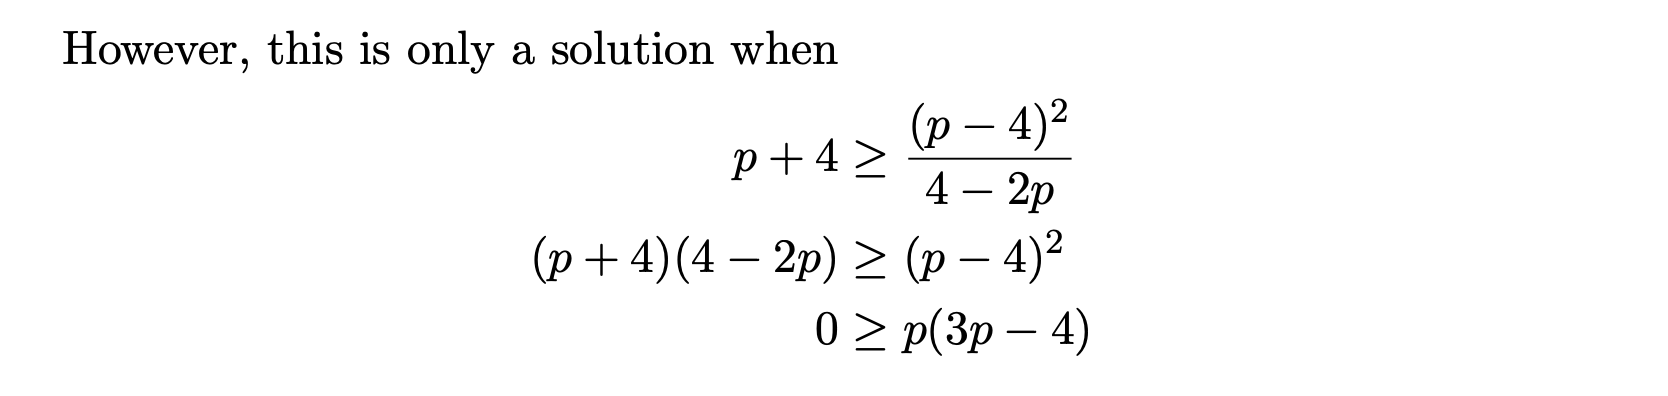 However, this is only a solution when
p + 4 ≥ (p − 4)² / (4 − 2p)
(p + 4)(4 − 2p) ≥ (p − 4)²
0 ≥ p(3p − 4)